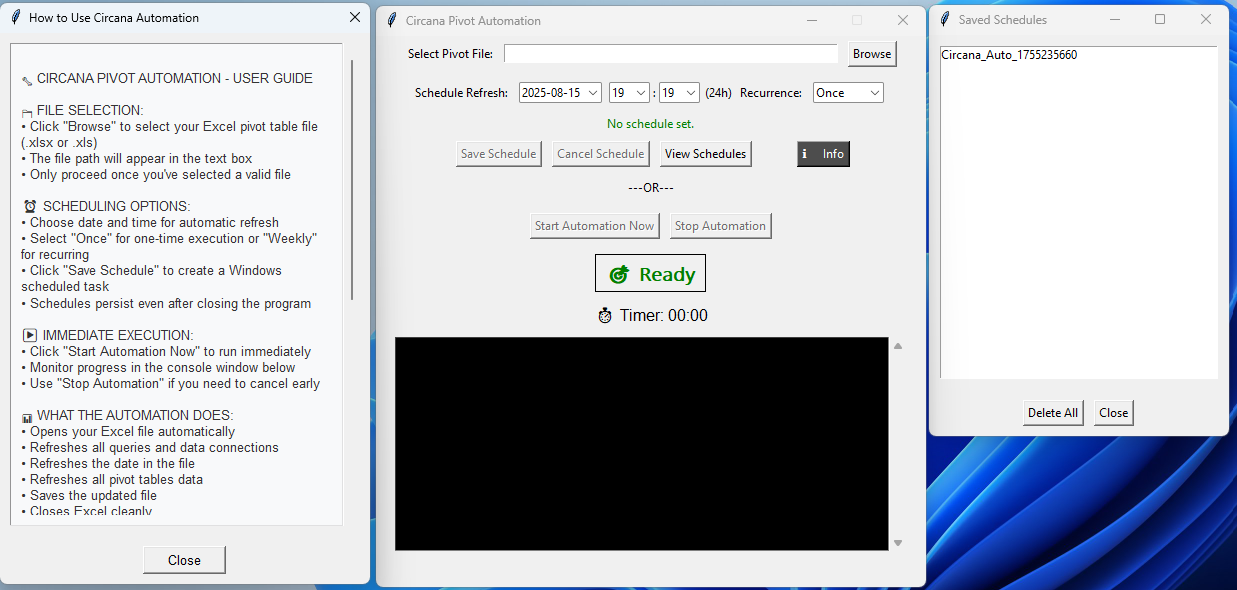 How to Use Circana Automation
CIRCANA PIVOT AUTOMATION - USER GUIDE
FILE SELECTION:
• Click "Browse" to select your Excel pivot table file
(.xlsx or .xls)
• The file path will appear in the text box
• Only proceed once you've selected a valid file
SCHEDULING OPTIONS:
• Choose date and time for automatic refresh
• Select "Once" for one-time execution or "Weekly"
for recurring
• Click "Save Schedule" to create a Windows
scheduled task
• Schedules persist even after closing the program
IMMEDIATE EXECUTION:
• Click "Start Automation Now" to run immediately
• Monitor progress in the console window below
• Use "Stop Automation" if you need to cancel early
WHAT THE AUTOMATION DOES:
• Opens your Excel file automatically
• Refreshes all queries and data connections
• Refreshes the date in the file
• Refreshes all pivot tables data
• Saves the updated file
• Closes Excel cleanly
Close
Circana Pivot Automation
Select Pivot File: Browse
Schedule Refresh: 2025-08-15 19 : 19 (24h) Recurrence: Once
No schedule set.
Save Schedule Cancel Schedule View Schedules i Info
---OR---
Start Automation Now Stop Automation
Ready
Timer: 00:00
Saved Schedules
Circana_Auto_1755235660
Delete All Close